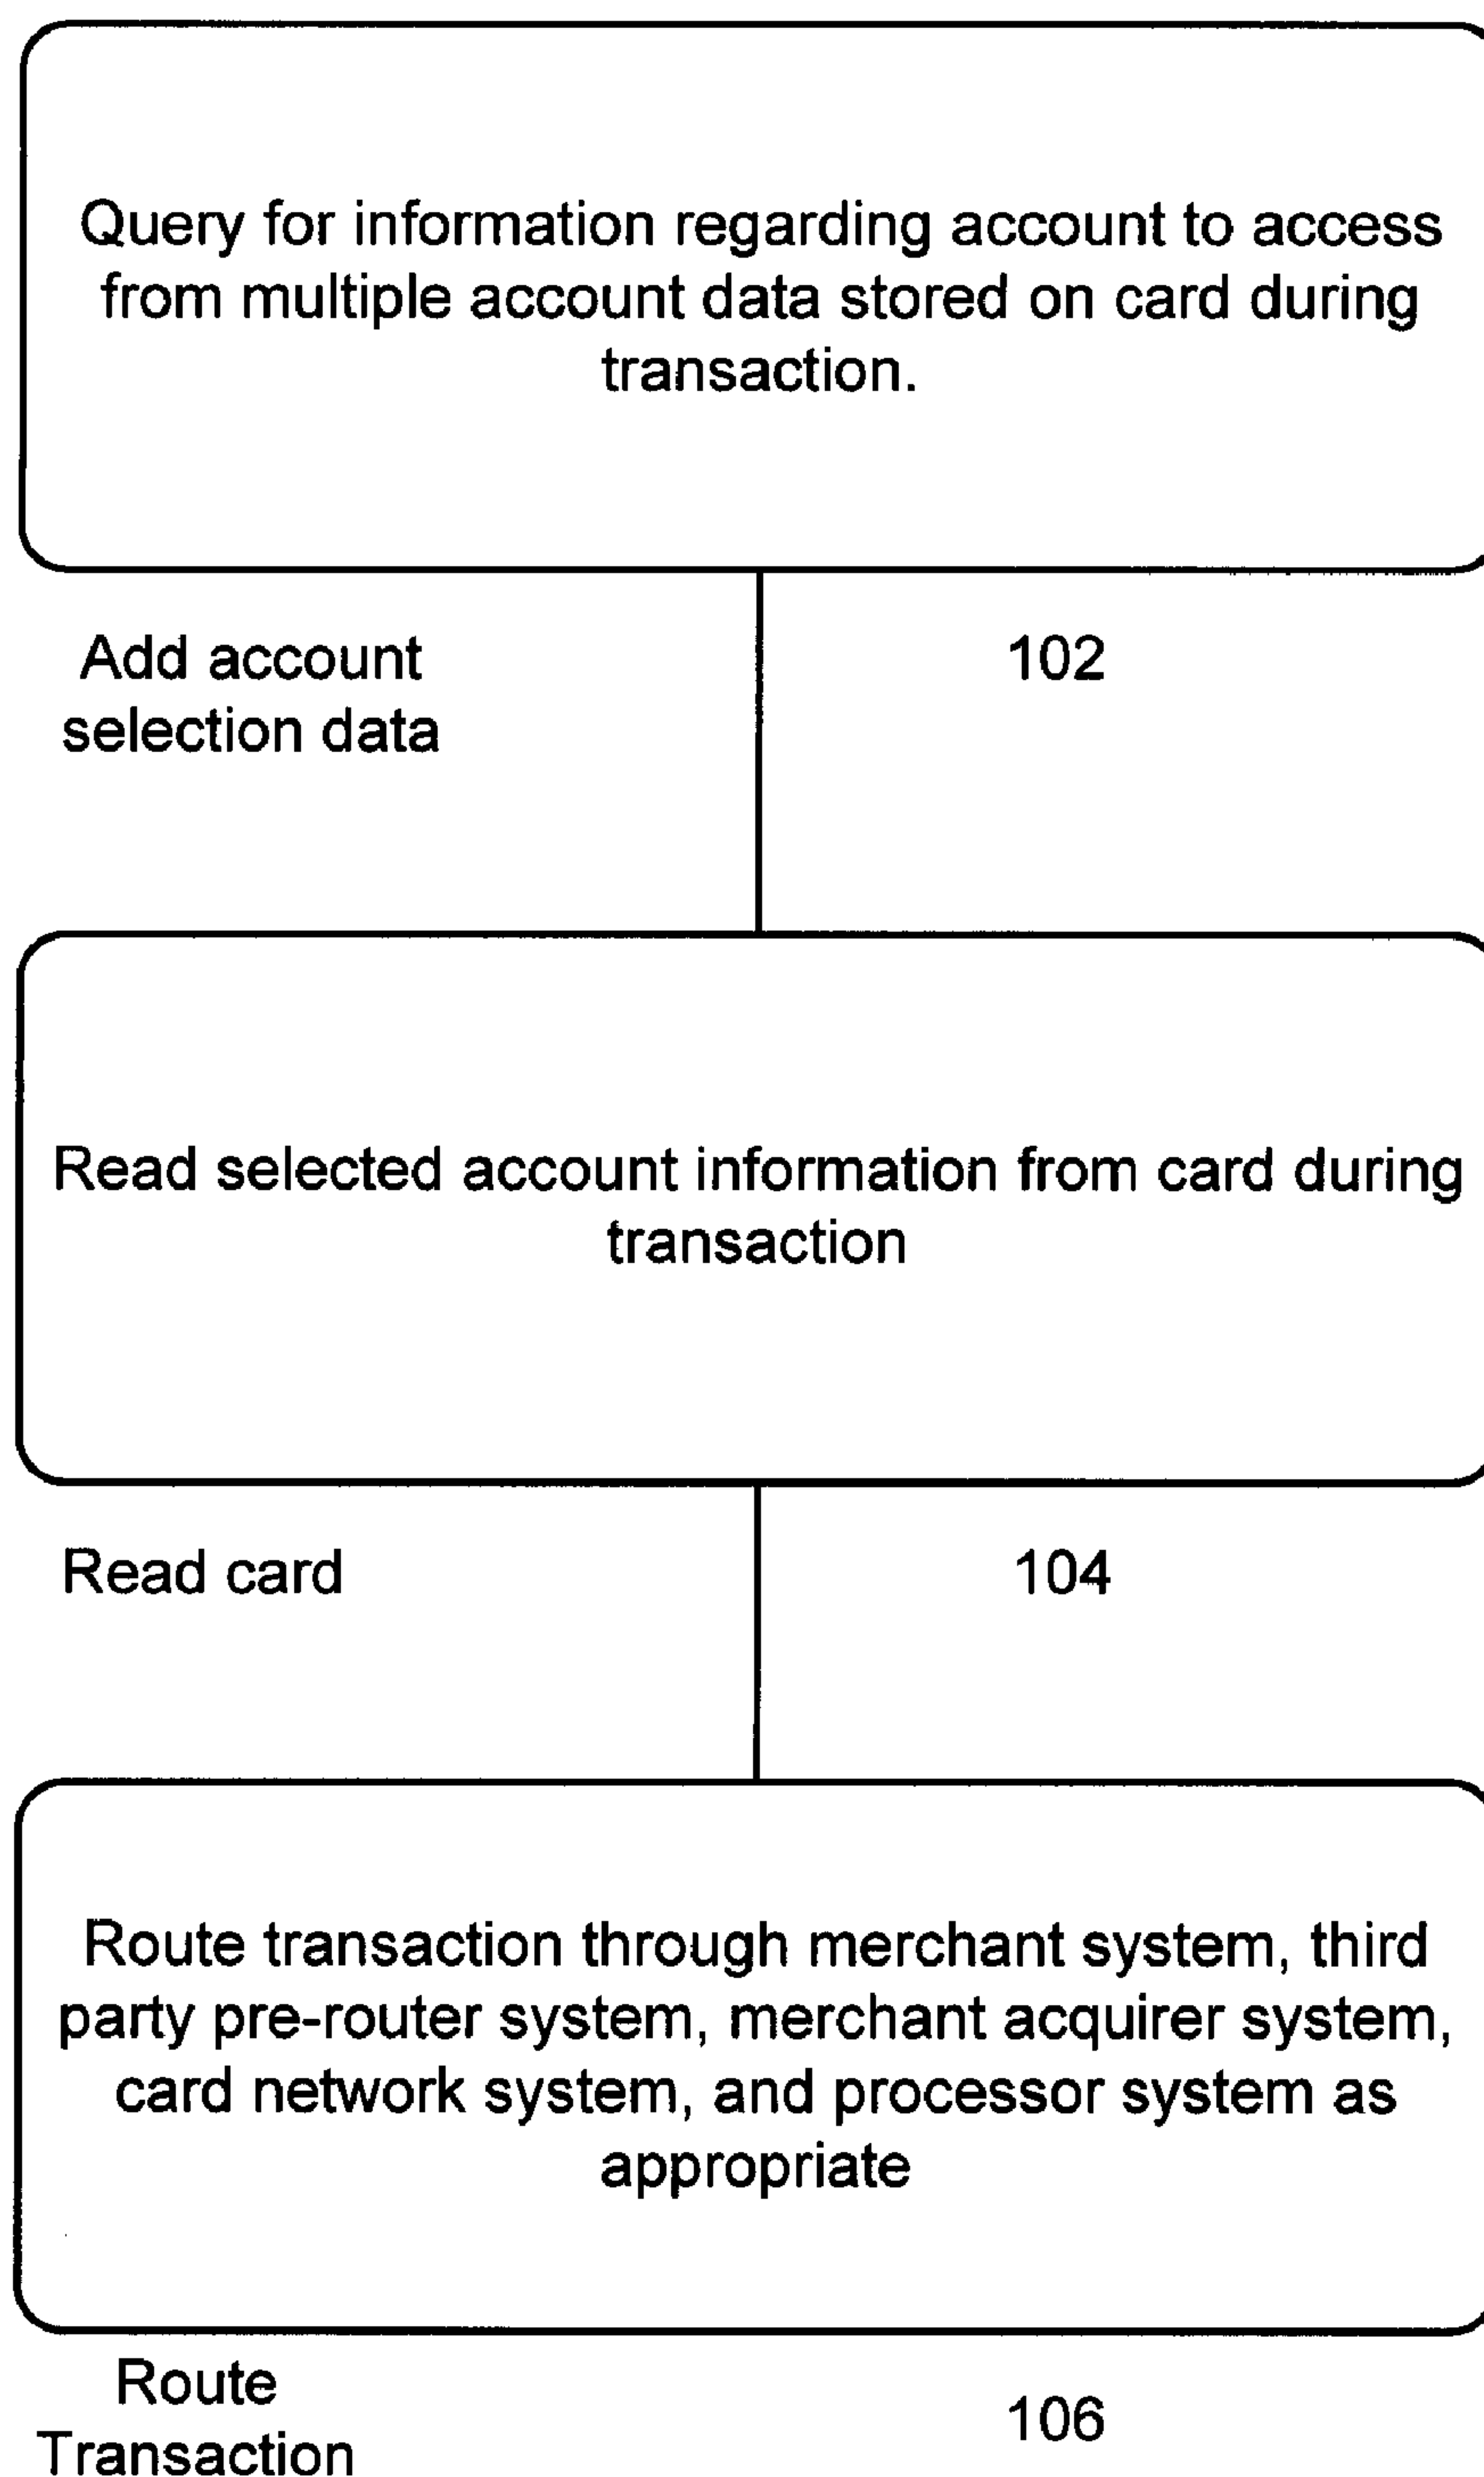 Query for information regarding account to access
from multiple account data stored on card during
transaction.
Add account
selection data
102
Read selected account information from card during
transaction
Read card
104
Route transaction through merchant system, third
party pre-router system, merchant acquirer system,
card network system, and processor system as
appropriate
Route
Transaction
106